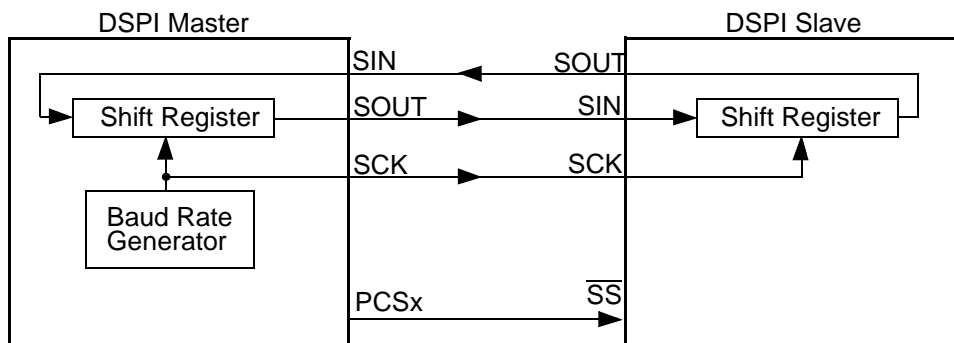 DSPI Master
DSPI Slave
SIN
SOUT
Shift Register
SOUT
SIN
Shift Register
SCK
SCK
Baud Rate
Generator
PCSx
SS